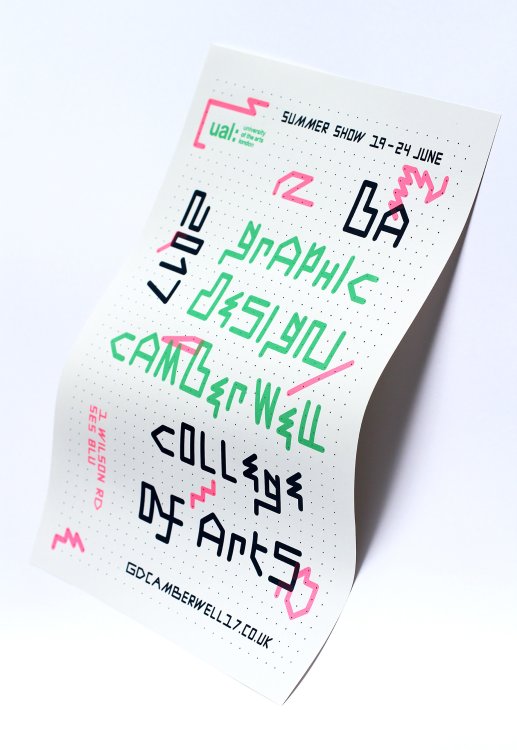 ual:
university
of the arts
london
SUMMER SHOW 19-24 JUNE
BA
2017
grAPHIC
DESIGN
CAMBERWELL
COLLEGE
OF ArtS
1 WILSON RD
SE5 8LU
GDCAMBERWELL17.CO.UK